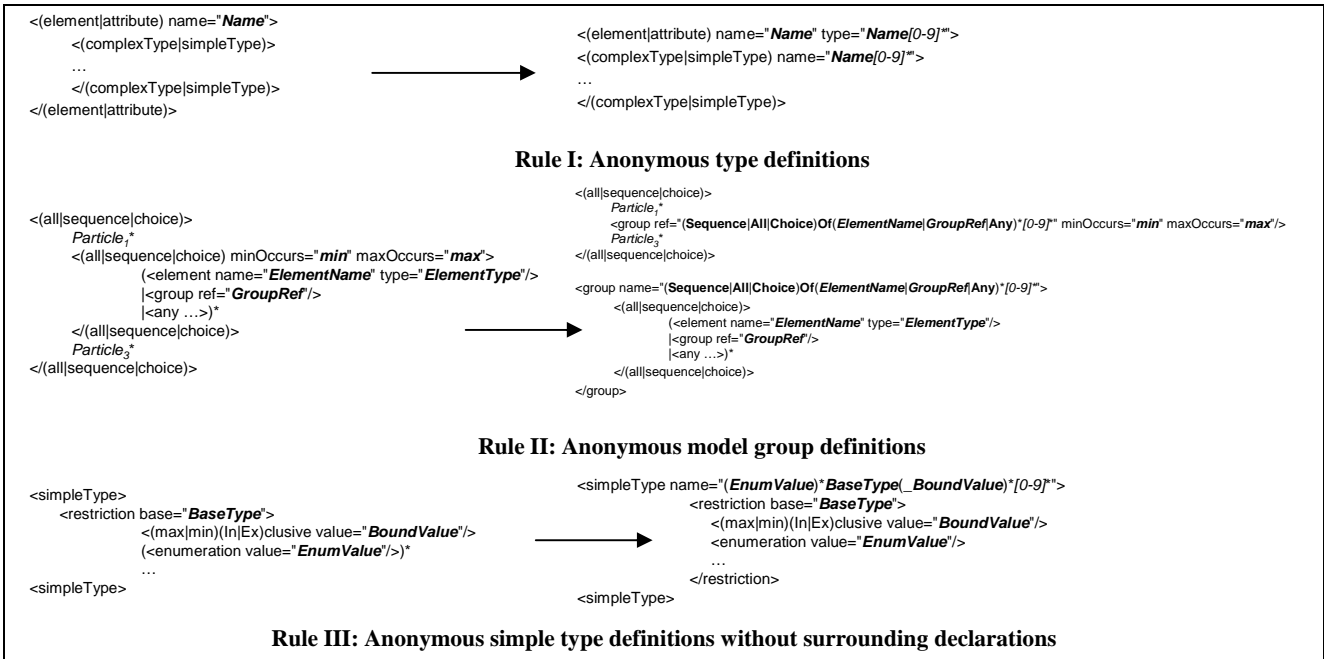 <(element|attribute) name="Name">
<(complexType|simpleType)>
…
</(complexType|simpleType)>
</(element|attribute)>
<(element|attribute) name="Name" type="Name[0-9]*">
<(complexType|simpleType) name="Name[0-9]*">
…
</(complexType|simpleType)>
Rule I: Anonymous type definitions
<(all|sequence|choice)>
Particle₁*
<(all|sequence|choice) minOccurs="min" maxOccurs="max">
(<element name="ElementName" type="ElementType"/>
|<group ref="GroupRef"/>
|<any …>)*
</(all|sequence|choice)>
Particle₃*
</(all|sequence|choice)>
<(all|sequence|choice)>
Particle₁*
<group ref="(Sequence|All|Choice)Of(ElementName|GroupRef|Any)*[0-9]*" minOccurs="min" maxOccurs="max"/>
Particle₃*
</(all|sequence|choice)>
<group name="(Sequence|All|Choice)Of(ElementName|GroupRef|Any)*[0-9]*">
<(all|sequence|choice)>
(<element name="ElementName" type="ElementType"/>
|<group ref="GroupRef"/>
|<any …>)*
</(all|sequence|choice)>
</group>
Rule II: Anonymous model group definitions
<simpleType>
<restriction base="BaseType">
<(max|min)(In|Ex)clusive value="BoundValue"/>
(<enumeration value="EnumValue"/>)*
…
<simpleType>
<simpleType name="(EnumValue)*BaseType(_BoundValue)*[0-9]*">
<restriction base="BaseType">
<(max|min)(In|Ex)clusive value="BoundValue"/>
<enumeration value="EnumValue"/>
…
</restriction>
<simpleType>
Rule III: Anonymous simple type definitions without surrounding declarations